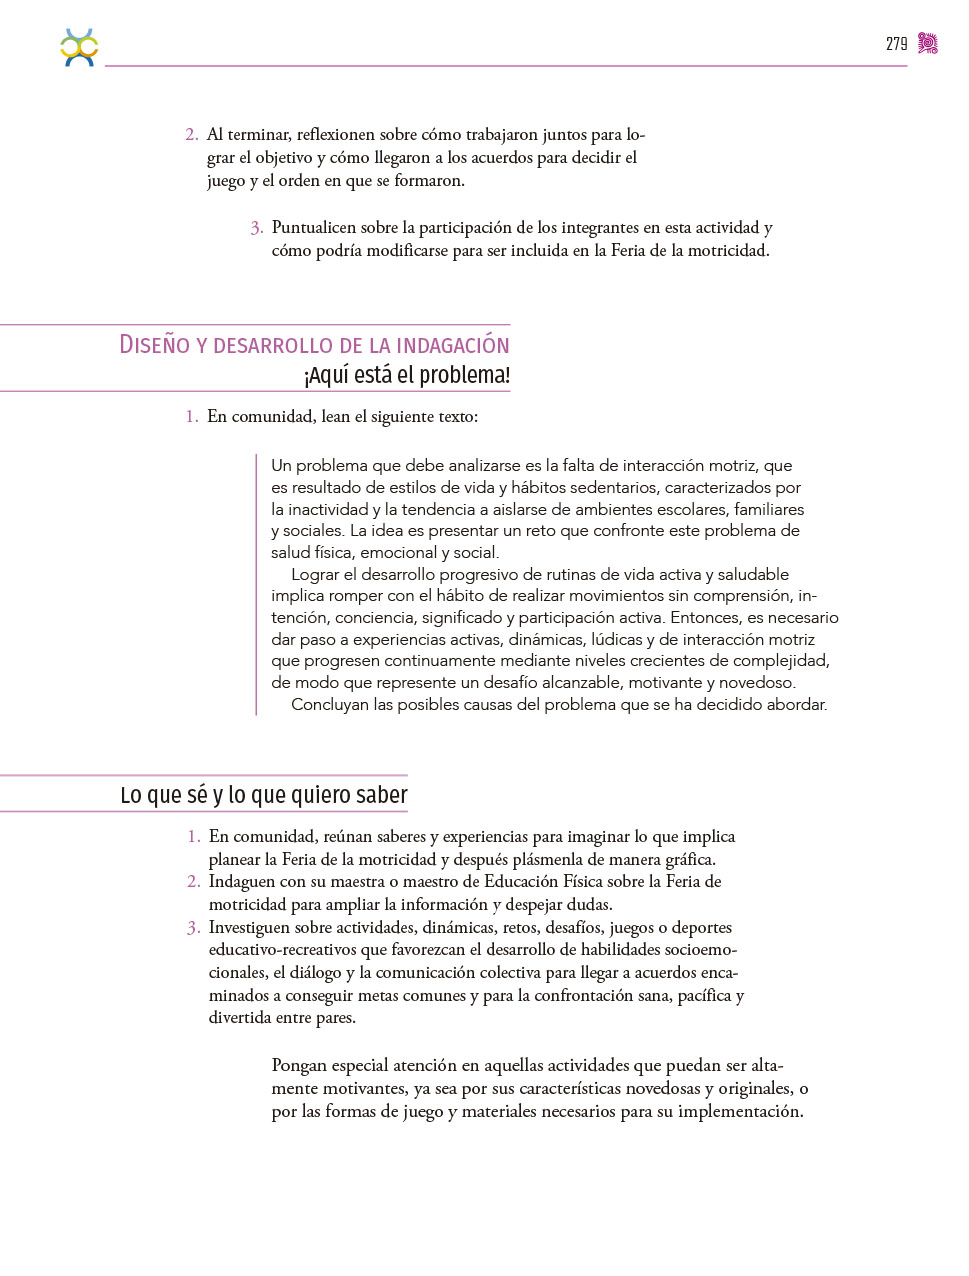 279
2. Al terminar, reflexionen sobre cómo trabajaron juntos para lo-
grar el objetivo y cómo llegaron a los acuerdos para decidir el
juego y el orden en que se formaron.
3. Puntualicen sobre la participación de los integrantes en esta actividad y
cómo podría modificarse para ser incluida en la Feria de la motricidad.
Diseño y desarrollo de la indagación
¡Aquí está el problema!
1. En comunidad, lean el siguiente texto:
Un problema que debe analizarse es la falta de interacción motriz, que
es resultado de estilos de vida y hábitos sedentarios, caracterizados por
la inactividad y la tendencia a aislarse de ambientes escolares, familiares
y sociales. La idea es presentar un reto que confronte este problema de
salud física, emocional y social.
Lograr el desarrollo progresivo de rutinas de vida activa y saludable
implica romper con el hábito de realizar movimientos sin comprensión, in-
tención, conciencia, significado y participación activa. Entonces, es necesario
dar paso a experiencias activas, dinámicas, lúdicas y de interacción motriz
que progresen continuamente mediante niveles crecientes de complejidad,
de modo que represente un desafío alcanzable, motivante y novedoso.
Concluyan las posibles causas del problema que se ha decidido abordar.
Lo que sé y lo que quiero saber
1. En comunidad, reúnan saberes y experiencias para imaginar lo que implica
planear la Feria de la motricidad y después plásmenla de manera gráfica.
2. Indaguen con su maestra o maestro de Educación Física sobre la Feria de
motricidad para ampliar la información y despejar dudas.
3. Investiguen sobre actividades, dinámicas, retos, desafíos, juegos o deportes
educativo-recreativos que favorezcan el desarrollo de habilidades socioemo-
cionales, el diálogo y la comunicación colectiva para llegar a acuerdos enca-
minados a conseguir metas comunes y para la confrontación sana, pacífica y
divertida entre pares.
Pongan especial atención en aquellas actividades que puedan ser alta-
mente motivantes, ya sea por sus características novedosas y originales, o
por las formas de juego y materiales necesarios para su implementación.